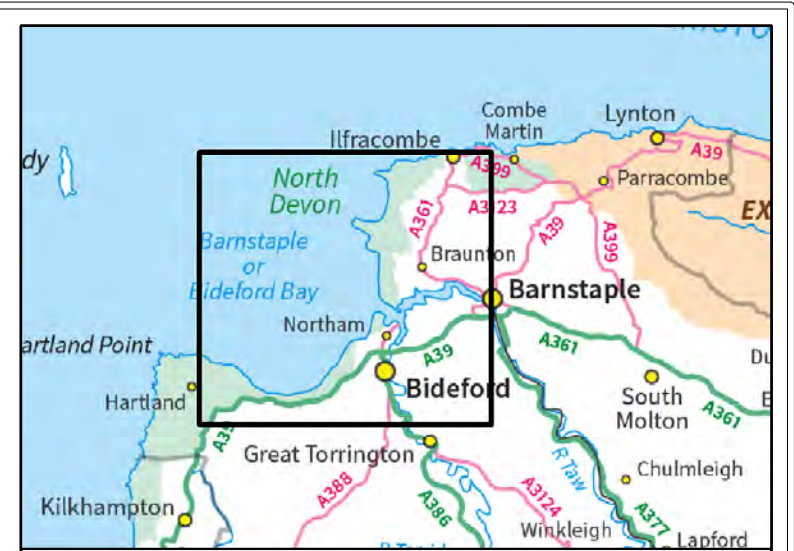 Combe
Martin
Lynton
Ilfracombe
A39
A399
dy
Parracombe
North
Devon
A361
A3123
EX
A39
A399
Barnstaple
or
Bideford Bay
Braunton
Barnstaple
Northam
artland Point
A39
A361
Du
Bideford
Hartland
South
Molton
A361
E
A39
Great Torrington
R Taw
Chulmleigh
A388
A386
A3124
A377
Kilkhampton
Winkleigh
Lapford